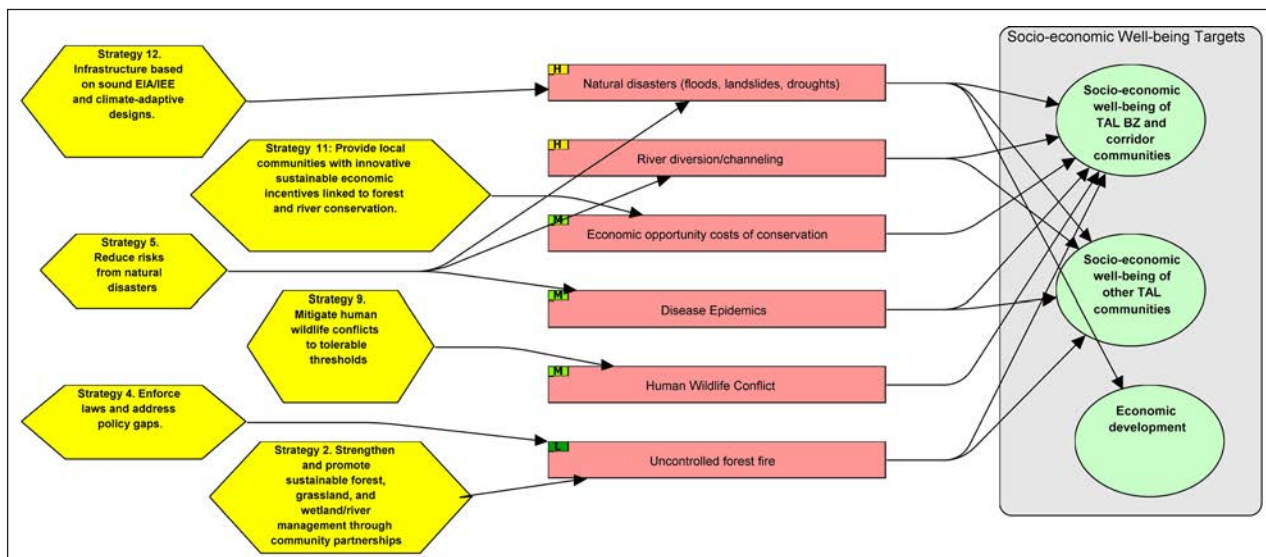 Strategy 12.
Infrastructure based
on sound EIA/IEE
and climate-adaptive
designs.
Strategy 11: Provide local
communities with innovative
sustainable economic
incentives linked to forest
and river conservation.
Strategy 5.
Reduce risks
from natural
disasters
Strategy 9.
Mitigate human
wildlife conflicts
to tolerable
thresholds
Strategy 4. Enforce
laws and address
policy gaps.
Strategy 2. Strengthen
and promote
sustainable forest,
grassland, and
wetland/river
management through
community partnerships
H
Natural disasters (floods, landslides, droughts)
H
River diversion/channeling
M
Economic opportunity costs of conservation
M
Disease Epidemics
M
Human Wildlife Conflict
L
Uncontrolled forest fire
Socio-economic Well-being Targets
Socio-economic
well-being of
TAL BZ and
corridor
communities
Socio-economic
well-being of
other TAL
communities
Economic
development